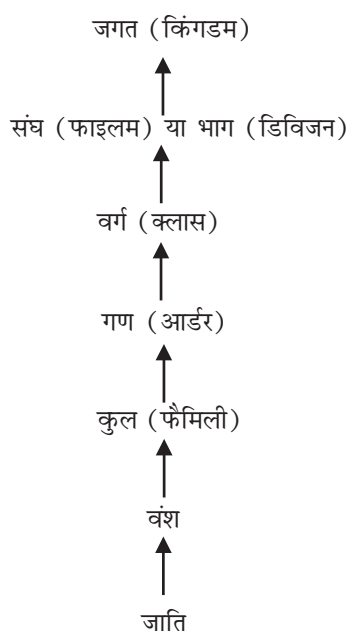 जगत (किंगडम)
संघ (फाइलम) या भाग (डिविजन)
वर्ग (क्लास)
गण (आर्डर)
कुल (फैमिली)
वंश
जाति